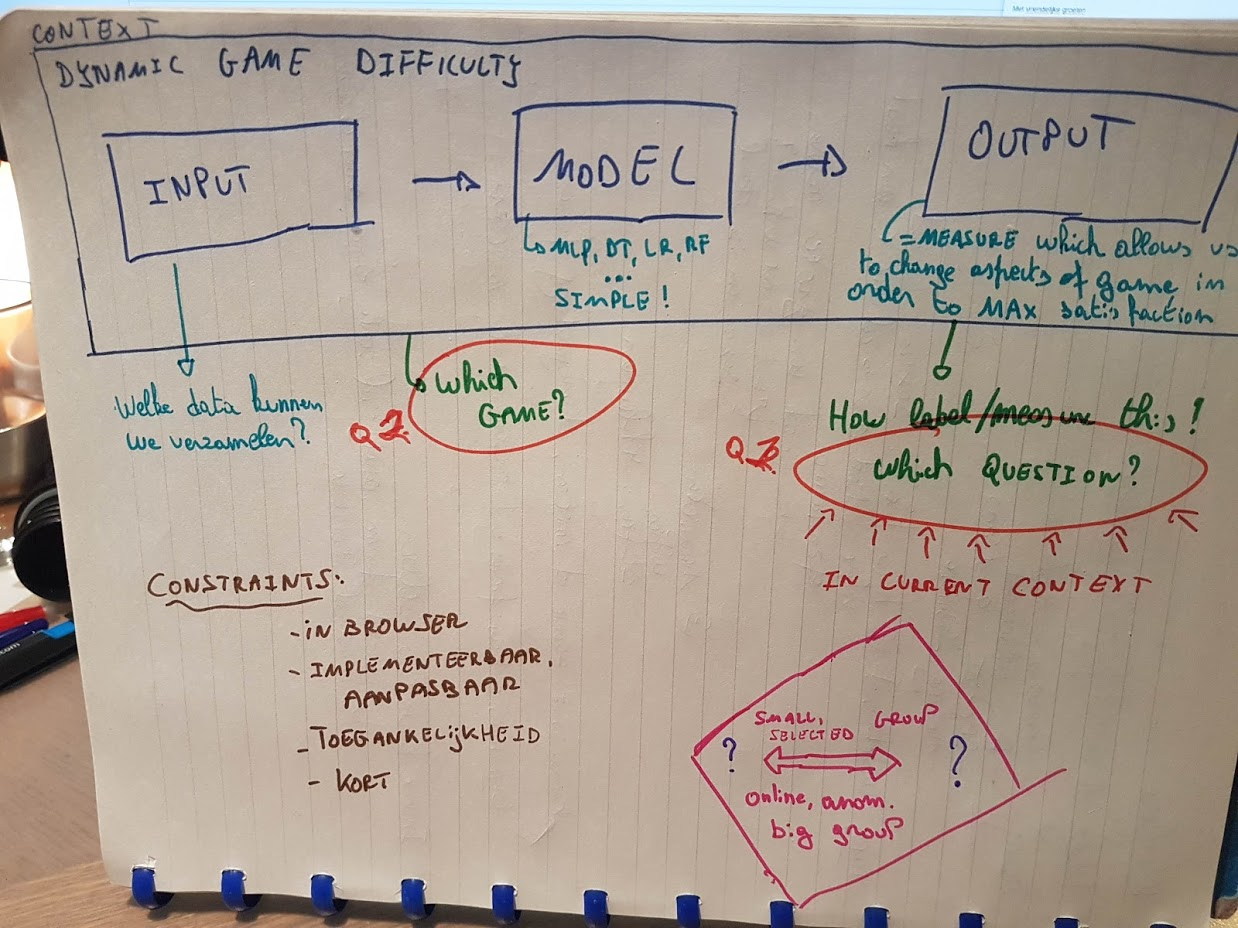 Met vriendelijke groeten
CONTEXT
DYNAMIC GAME DIFFICULTY
INPUT
MODEL
OUTPUT
MLP, DT, LR, RF
...
SIMPLE!
= MEASURE which allows us
to change aspects of game in
order to MAX satisfaction
Welke data kunnen
we verzamelen?
Which
GAME?
Q
How label/measure this!
Q
Which QUESTION?
IN CURRENT CONTEXT
CONSTRAINTS:
- IN BROWSER
- IMPLEMENTEERBAAR,
AANPASBAAR
- TOEGANKELIJKHEID
- KORT
SMALL, GROUP
SELECTED
? ?
online, anom.
big group
.com